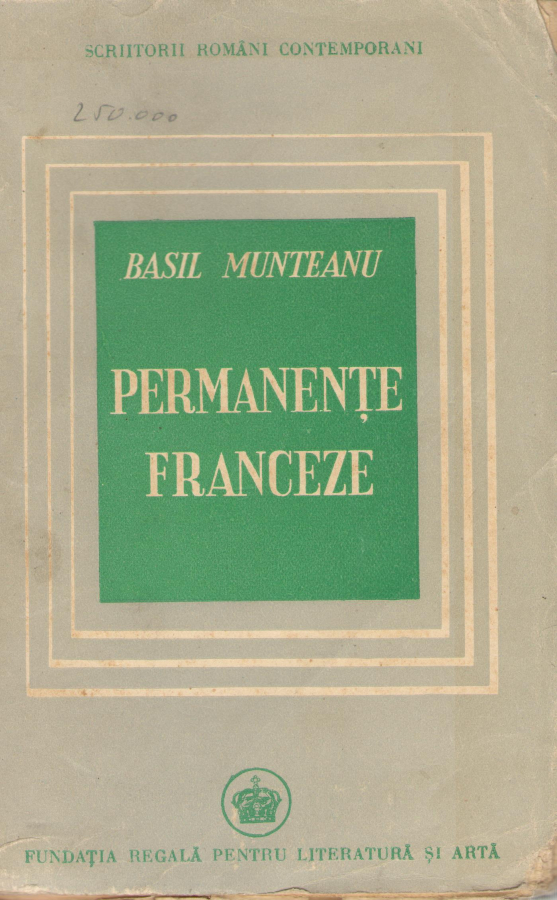 SCRIITORII ROMÂNI CONTEMPORANI
250.000
BASIL MUNTEANU
PERMANENȚE
FRANCEZE
FUNDAȚIA REGALĂ PENTRU LITERATURĂ ȘI ARTĂ